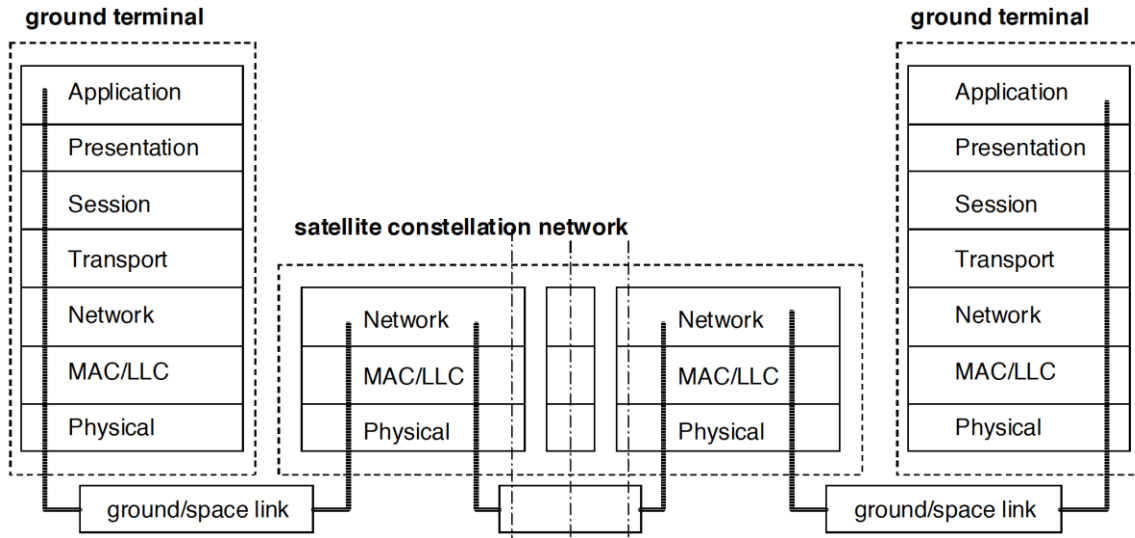 ground terminal
Application
Presentation
Session
Transport
Network
MAC/LLC
Physical
ground/space link
satellite constellation network
Network
MAC/LLC
Physical
Network
MAC/LLC
Physical
ground terminal
Application
Presentation
Session
Transport
Network
MAC/LLC
Physical
ground/space link